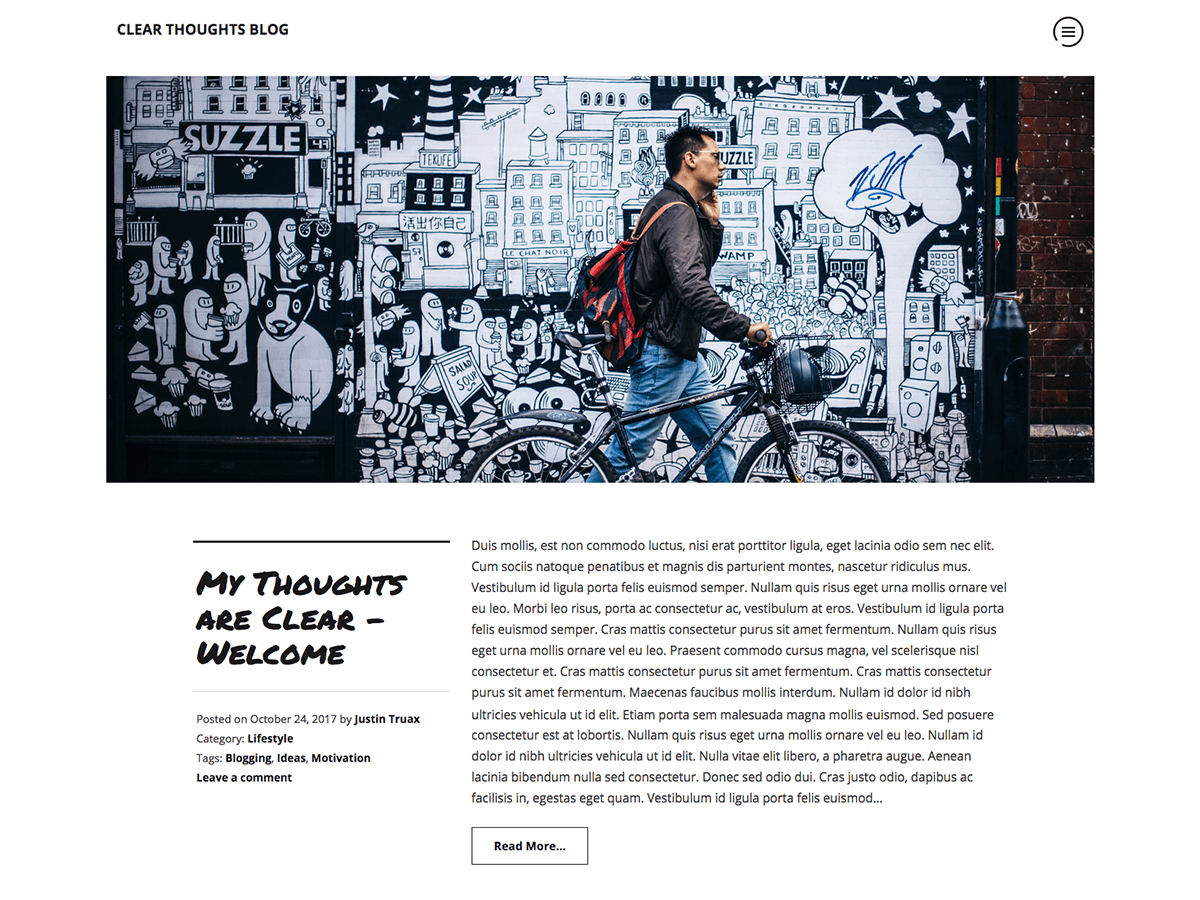 CLEAR THOUGHTS BLOG
SUZZLE
TEKUFE
SUZZLE
活出你自己
LE CHAT NOIR
WAMP
SALAD
SOUP
My Thoughts
are Clear –
Welcome
Posted on October 24, 2017 by Justin Truax
Category: Lifestyle
Tags: Blogging, Ideas, Motivation
Leave a comment
Duis mollis, est non commodo luctus, nisi erat porttitor ligula, eget lacinia odio sem nec elit.
Cum sociis natoque penatibus et magnis dis parturient montes, nascetur ridiculus mus.
Vestibulum id ligula porta felis euismod semper. Nullam quis risus eget urna mollis ornare vel
eu leo. Morbi leo risus, porta ac consectetur ac, vestibulum at eros. Vestibulum id ligula porta
felis euismod semper. Cras mattis consectetur purus sit amet fermentum. Nullam quis risus
eget urna mollis ornare vel eu leo. Praesent commodo cursus magna, vel scelerisque nisl
consectetur et. Cras mattis consectetur purus sit amet fermentum. Cras mattis consectetur
purus sit amet fermentum. Maecenas faucibus mollis interdum. Nullam id dolor id nibh
ultricies vehicula ut id elit. Etiam porta sem malesuada magna mollis euismod. Sed posuere
consectetur est at lobortis. Nullam quis risus eget urna mollis ornare vel eu leo. Nullam id
dolor id nibh ultricies vehicula ut id elit. Nulla vitae elit libero, a pharetra augue. Aenean
lacinia bibendum nulla sed consectetur. Donec sed odio dui. Cras justo odio, dapibus ac
facilisis in, egestas eget quam. Vestibulum id ligula porta felis euismod...
Read More...